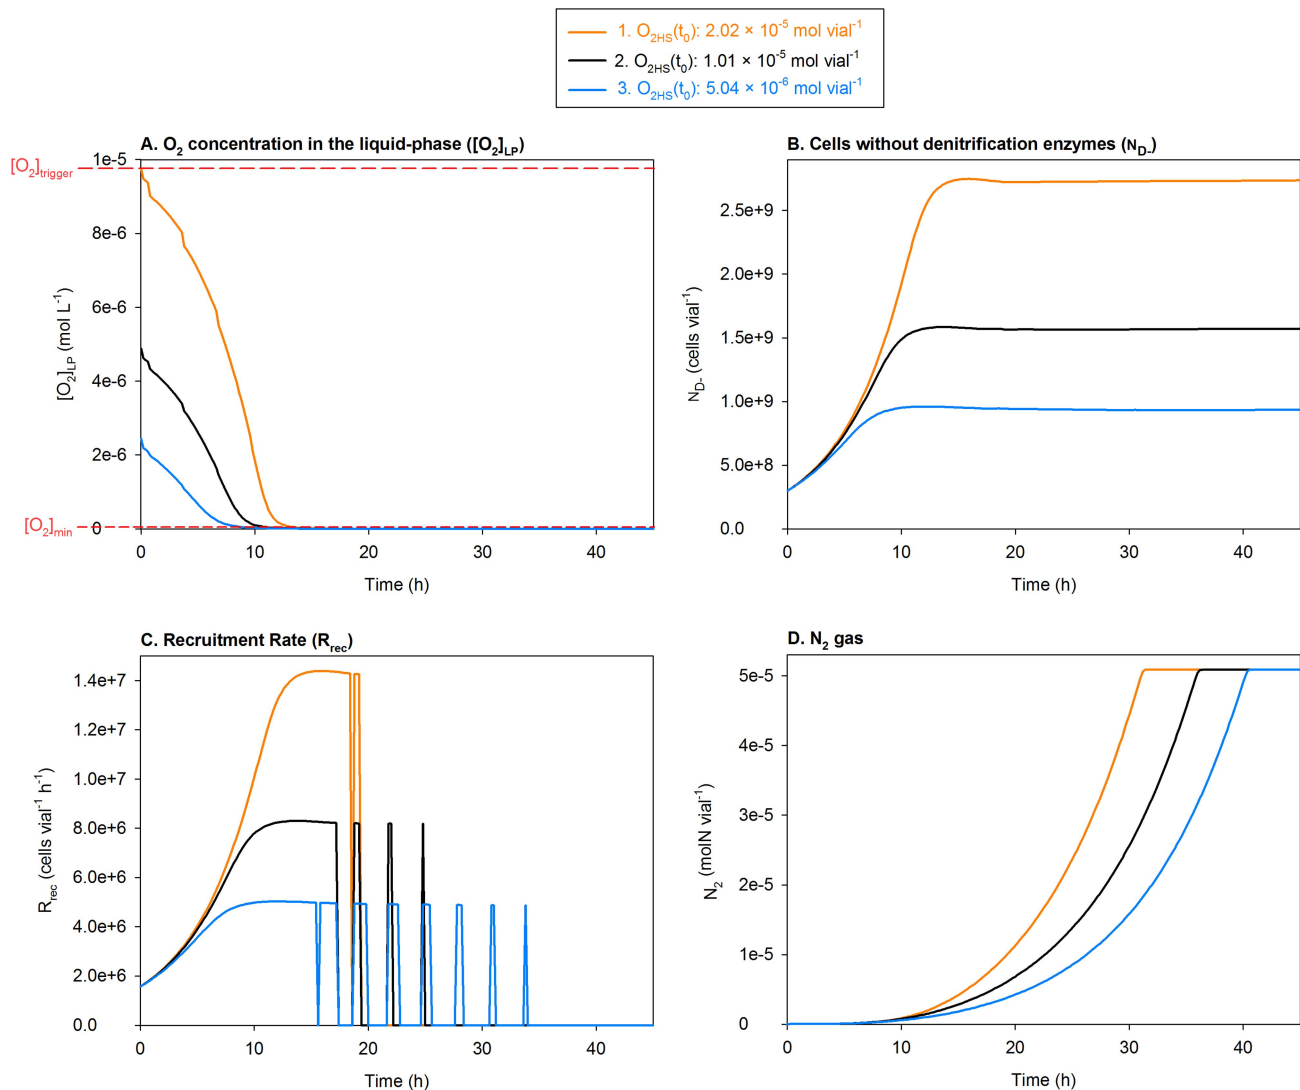 1. O₂HS(t₀): 2.02 × 10⁻⁵ mol vial⁻¹
2. O₂HS(t₀): 1.01 × 10⁻⁵ mol vial⁻¹
3. O₂HS(t₀): 5.04 × 10⁻⁶ mol vial⁻¹
A. O₂ concentration in the liquid-phase ([O₂]LP)
[O₂]trigger
1e-5
8e-6
6e-6
4e-6
2e-6
0
[O₂]min
[O₂]LP (mol L⁻¹)
0 10 20 30 40
Time (h)
B. Cells without denitrification enzymes (ND-)
2.5e+9
2.0e+9
1.5e+9
1.0e+9
5.0e+8
0.0
ND- (cells vial⁻¹)
0 10 20 30 40
Time (h)
C. Recruitment Rate (Rrec)
1.4e+7
1.2e+7
1.0e+7
8.0e+6
6.0e+6
4.0e+6
2.0e+6
0.0
Rrec (cells vial⁻¹ h⁻¹)
0 10 20 30 40
Time (h)
D. N₂ gas
5e-5
4e-5
3e-5
2e-5
1e-5
0
N₂ (molN vial⁻¹)
0 10 20 30 40
Time (h)